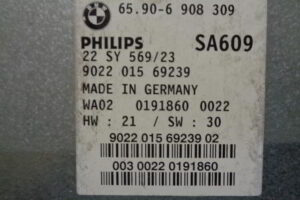 65.90-6 908 309
PHILIPS SA609
22 SY 569/23
9022 015 69239
MADE IN GERMANY
WA02 0191860 0022
HW : 21 / SW : 30
9022 015 69239 02
003 0022 0191860